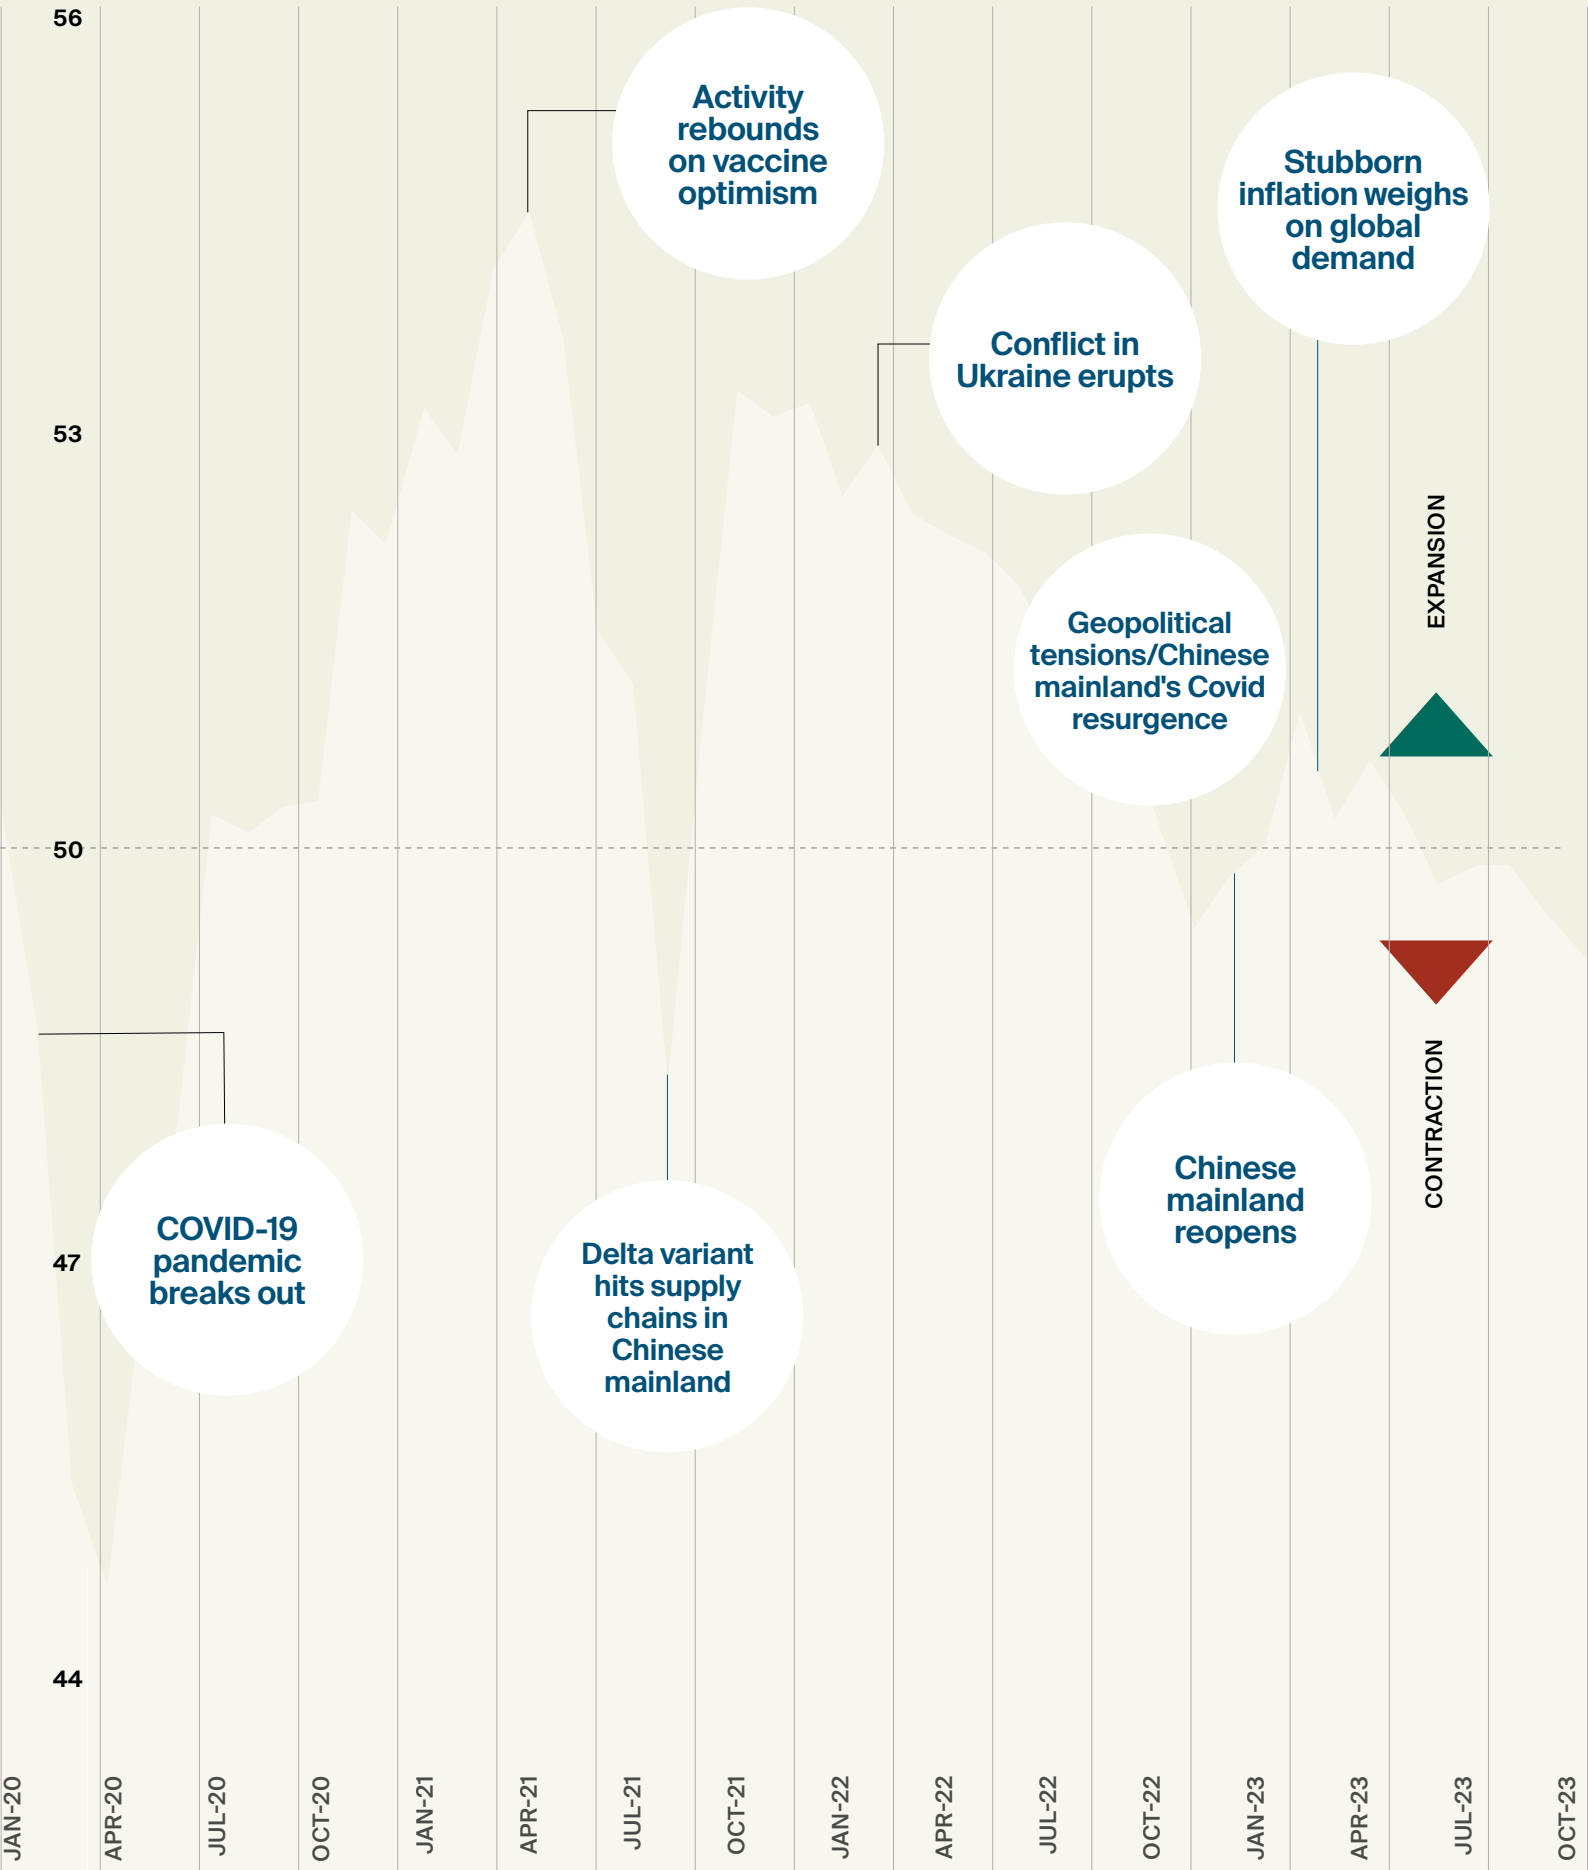 56
53
50
47
44
Activity
rebounds
on vaccine
optimism
Stubborn
inflation weighs
on global
demand
Conflict in
Ukraine erupts
Geopolitical
tensions/Chinese
mainland's Covid
resurgence
EXPANSION
CONTRACTION
COVID-19
pandemic
breaks out
Delta variant
hits supply
chains in
Chinese
mainland
Chinese
mainland
reopens
JAN-20
APR-20
JUL-20
OCT-20
JAN-21
APR-21
JUL-21
OCT-21
JAN-22
APR-22
JUL-22
OCT-22
JAN-23
APR-23
JUL-23
OCT-23